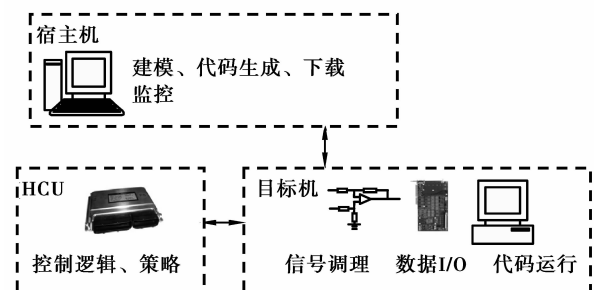 宿主机
建模、代码生成、下载
监控
HCU
控制逻辑、策略
目标机
信号调理 数据I/O 代码运行